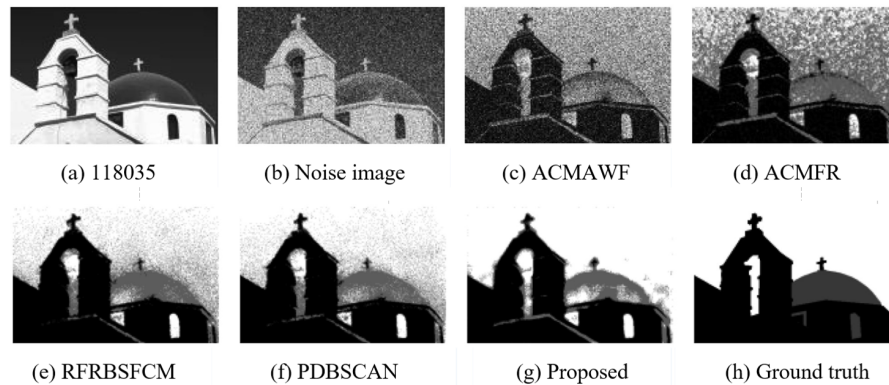 (a) 118035
(b) Noise image
(c) ACMAWF
(d) ACMFR
(e) RFRBSFCM
(f) PDBSCAN
(g) Proposed
(h) Ground truth